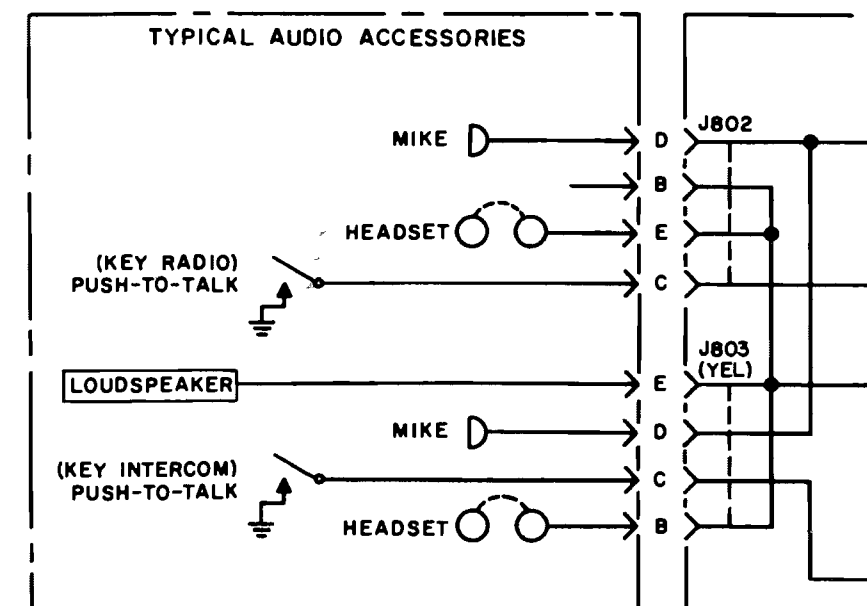 TYPICAL AUDIO ACCESSORIES
MIKE D J802
B
HEADSET E
(KEY RADIO)
PUSH-TO-TALK C
J803
(YEL)
LOUDSPEAKER E
MIKE D
(KEY INTERCOM)
PUSH-TO-TALK C
HEADSET B